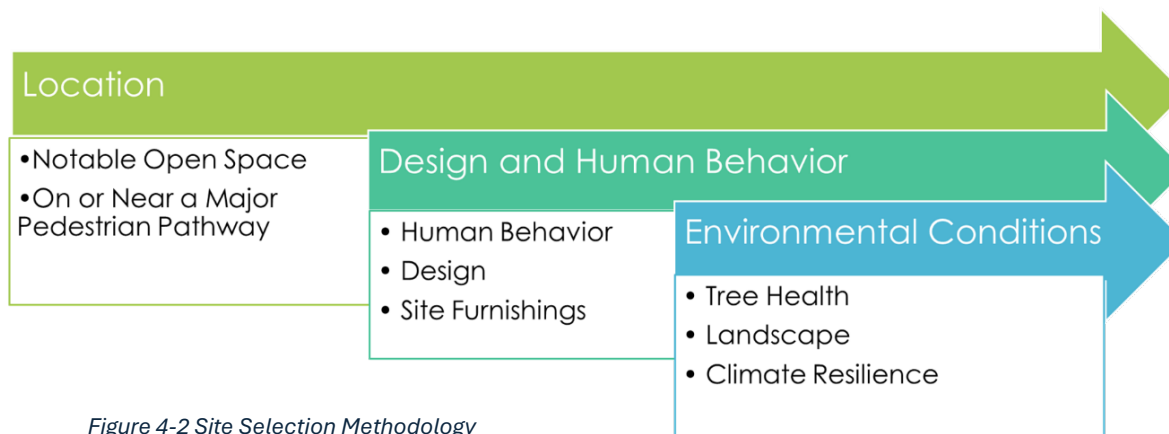 Location
•Notable Open Space
•On or Near a Major
Pedestrian Pathway
Design and Human Behavior
• Human Behavior
• Design
• Site Furnishings
Environmental Conditions
• Tree Health
• Landscape
• Climate Resilience
Figure 4-2 Site Selection Methodology